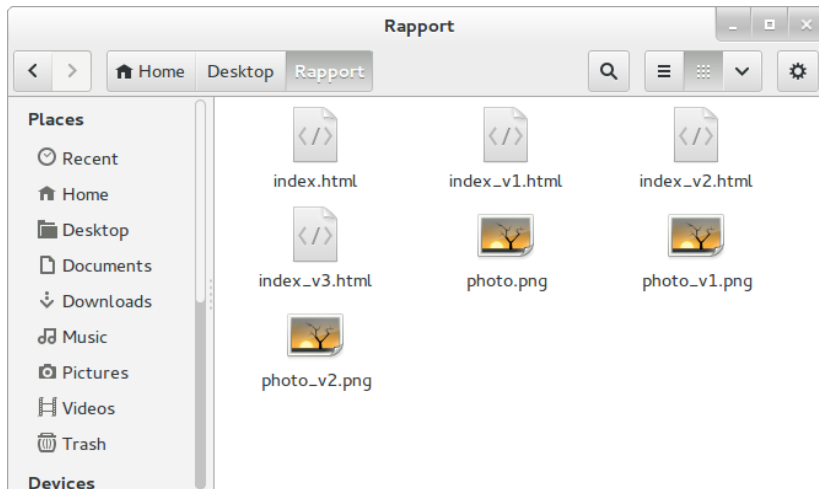 Rapport
Home Desktop Rapport
Places
Recent
Home
Desktop
Documents
Downloads
Music
Pictures
Videos
Trash
Devices
index.html index_v1.html index_v2.html
index_v3.html photo.png photo_v1.png
photo_v2.png